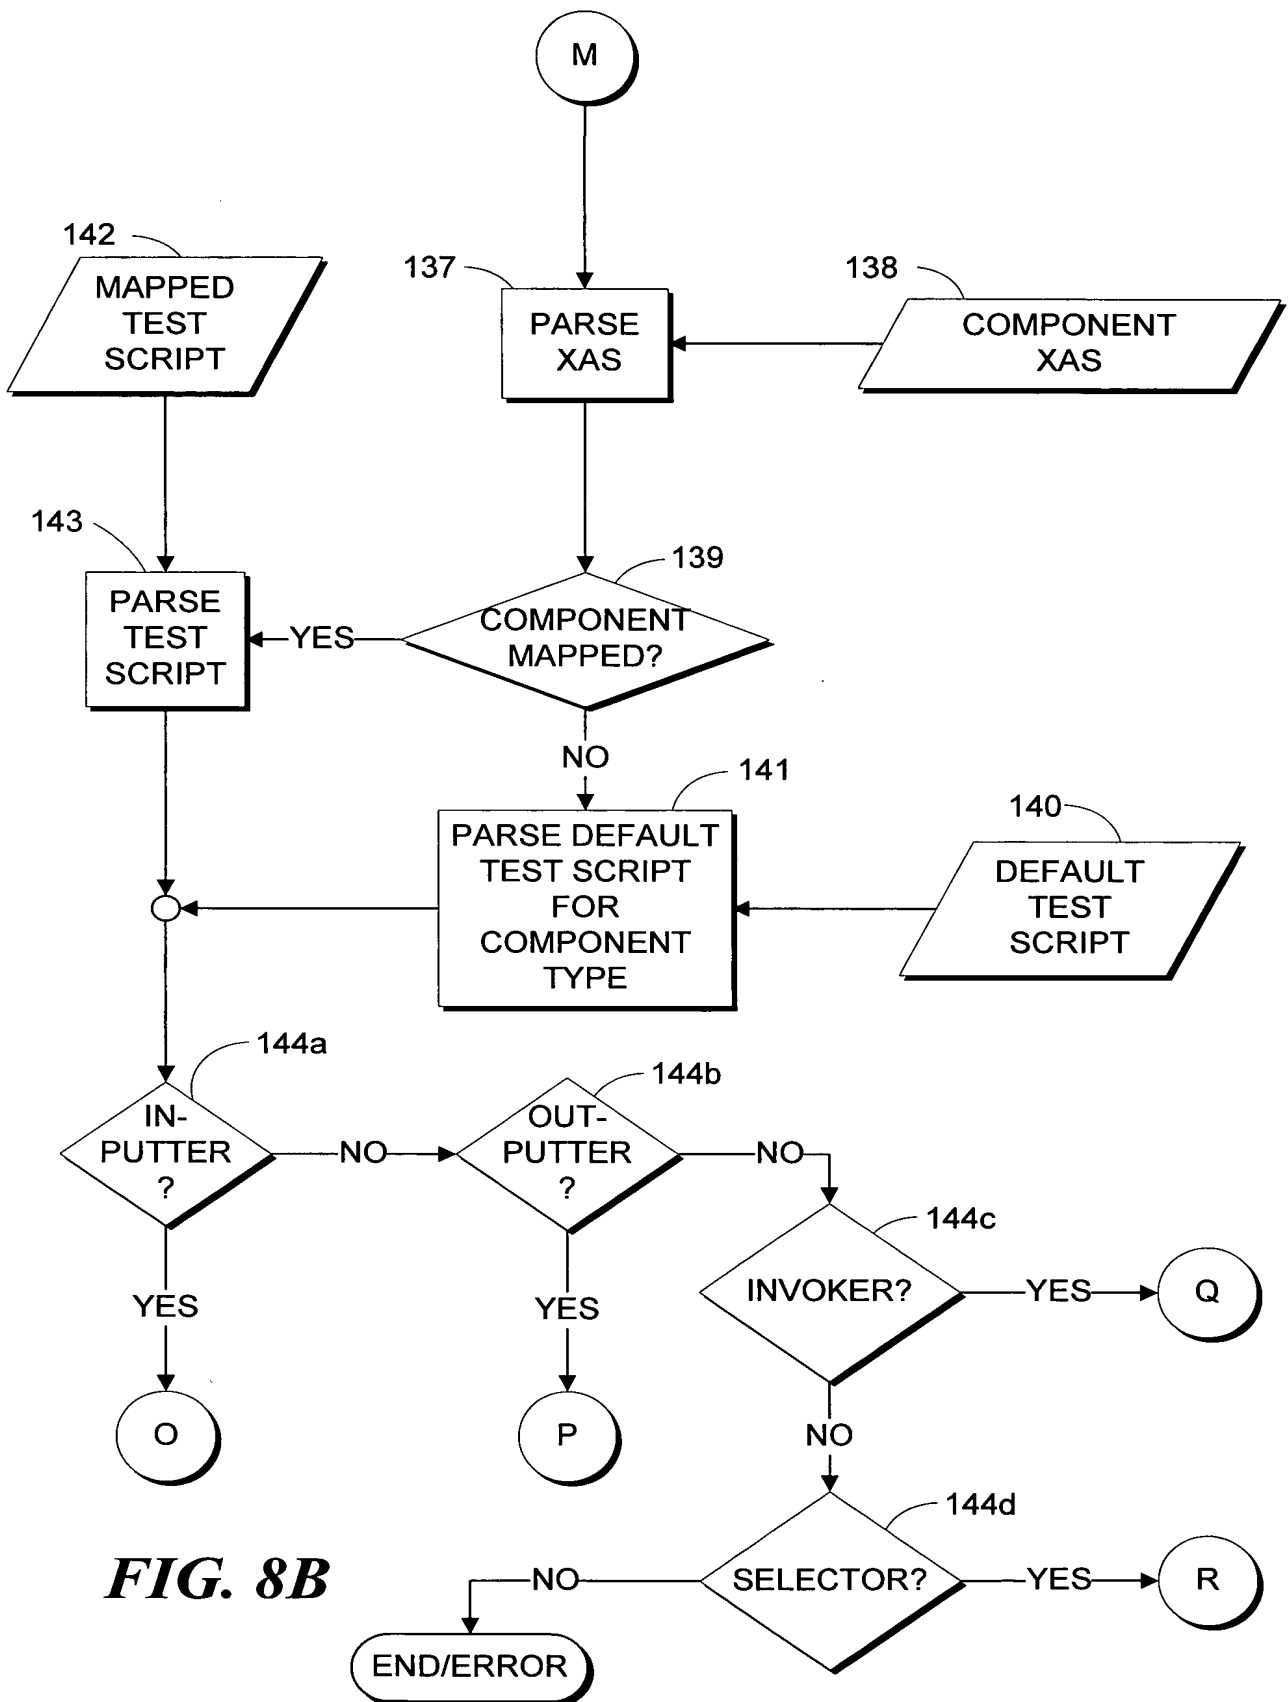 M
142
MAPPED
TEST
SCRIPT
137
PARSE
XAS
138
COMPONENT
XAS
143
PARSE
TEST
SCRIPT
YES
139
COMPONENT
MAPPED?
NO
141
PARSE DEFAULT
TEST SCRIPT
FOR
COMPONENT
TYPE
140
DEFAULT
TEST
SCRIPT
144a
IN-
PUTTER
?
NO
144b
OUT-
PUTTER
?
NO
YES
O
YES
P
144c
INVOKER?
YES
Q
NO
144d
SELECTOR?
YES
R
NO
END/ERROR
FIG. 8B